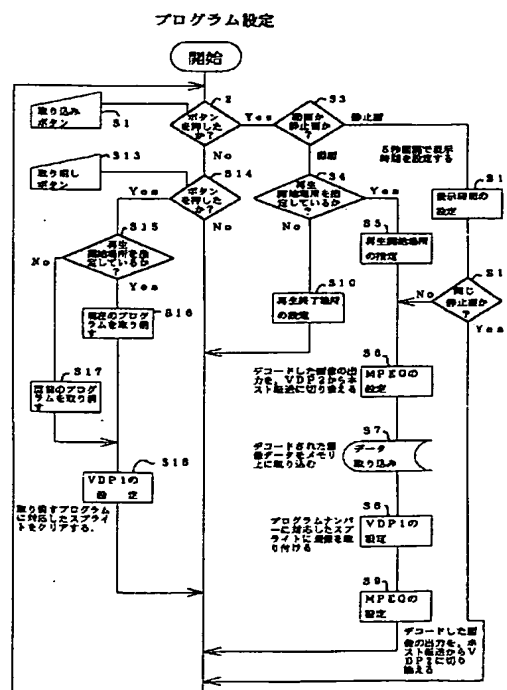 プログラム設定
開始
取り込み
ボタン
S1
2
ボタン
を押した
か?
Yes
No
S3
動画か
静止画か
?
静止画
動画
5秒間隔で表示
時間を設定する
S1
表示時間の
設定
S13
取り消し
ボタン
S14
ボタン
を押した
か?
Yes
No
S4
再生
開始場所を指
定しているか
?
Yes
No
S5
再生開始場所
の指定
S1
同じ
静止画か
?
No
Yes
S15
再生
開始場所を指
定しているか
?
No
Yes
S10
再生終了場所
の設定
S16
現在のプログラ
ムを取り消
す
S17
以前のプログ
ラムを取り消
す
デコードした画像の出
力を、VDP2からホ
スト転送に切り換える
S6
MPEGの
設定
デコードされた画
像データをメモリ
上に取り込む
S7
データ
取り込み
S18
VDP1の
設 定
取り消すプログラム
に対応したスプライ
トをクリアする。
プログラムナンバ
ーに対応したスプ
ライトに画像を取
り付ける
S8
VDP1の
設定
S9
MPEGの
設定
デコードした画
像の出力を、ホ
スト転送からV
DP2に切り
換える